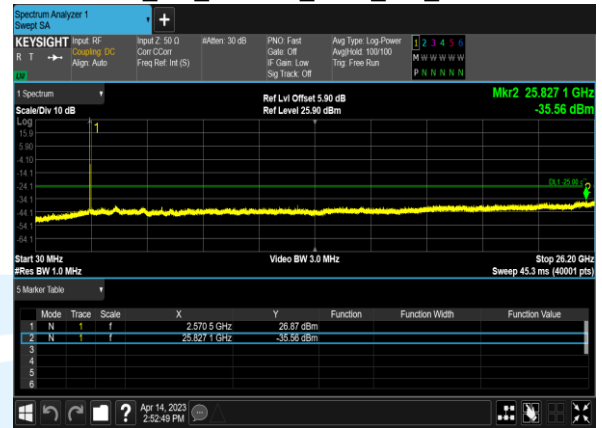 Spectrum Analyzer 1
Swept SA
+
KEYSIGHT Input: RF Input Z: 50 Ω #Atten: 30 dB PNO: Fast Avg Type: Log-Power 1 2 3 4 5 6
R T Coupling: DC Corr CCorr Gate: Off Avg|Hold: 100/100 M W W W W W
Align: Auto Freq Ref: Int (S) IF Gain: Low Trig: Free Run P N N N N N
Sig Track: Off
1 Spectrum Ref Lvl Offset 5.90 dB Mkr2 25.827 1 GHz
Scale/Div 10 dB Ref Level 25.90 dBm -35.56 dBm
Log
15.9 1
5.90
-4.10
-14.1
-24.1 2
-34.1
-44.1
-54.1
-64.1
Start 30 MHz Video BW 3.0 MHz Stop 26.20 GHz
#Res BW 1.0 MHz Sweep 45.3 ms (40001 pts)
5 Marker Table
Mode Trace Scale X Y Function Function Width Function Value
1 N 1 f 2.570 5 GHz 26.87 dBm
2 N 1 f 25.827 1 GHz -35.56 dBm
3
4
5
6
? Apr 14, 2023
2:52:49 PM